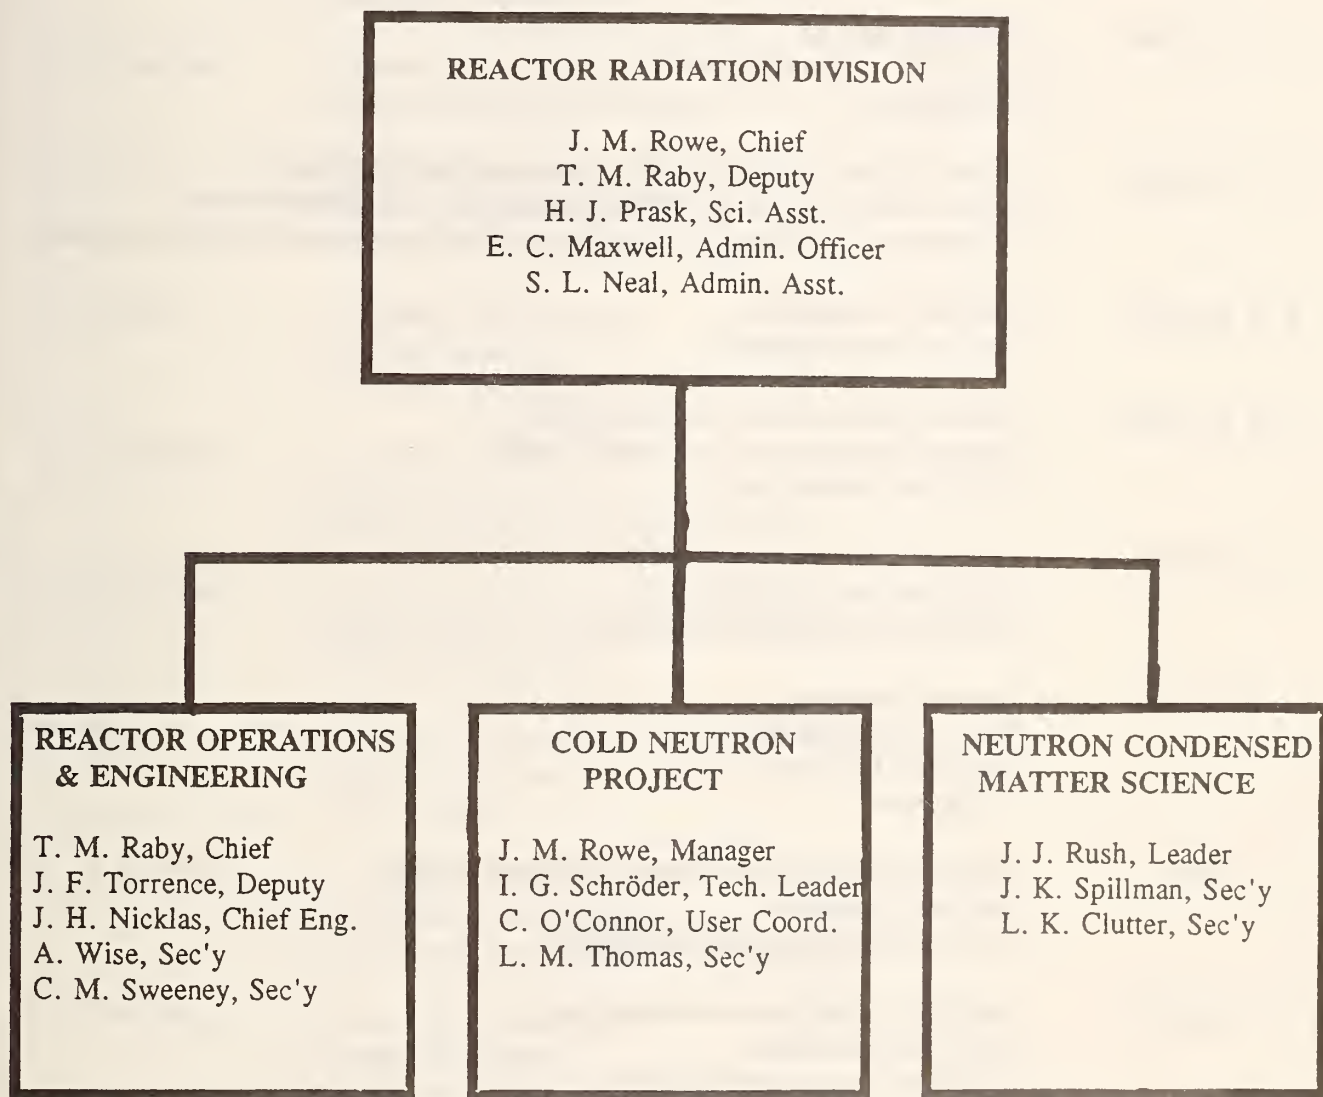 REACTOR RADIATION DIVISION
J. M. Rowe, Chief
T. M. Raby, Deputy
H. J. Prask, Sci. Asst.
E. C. Maxwell, Admin. Officer
S. L. Neal, Admin. Asst.
REACTOR OPERATIONS
& ENGINEERING
T. M. Raby, Chief
J. F. Torrence, Deputy
J. H. Nicklas, Chief Eng.
A. Wise, Sec'y
C. M. Sweeney, Sec'y
COLD NEUTRON
PROJECT
J. M. Rowe, Manager
I. G. Schröder, Tech. Leader
C. O'Connor, User Coord.
L. M. Thomas, Sec'y
NEUTRON CONDENSED
MATTER SCIENCE
J. J. Rush, Leader
J. K. Spillman, Sec'y
L. K. Clutter, Sec'y